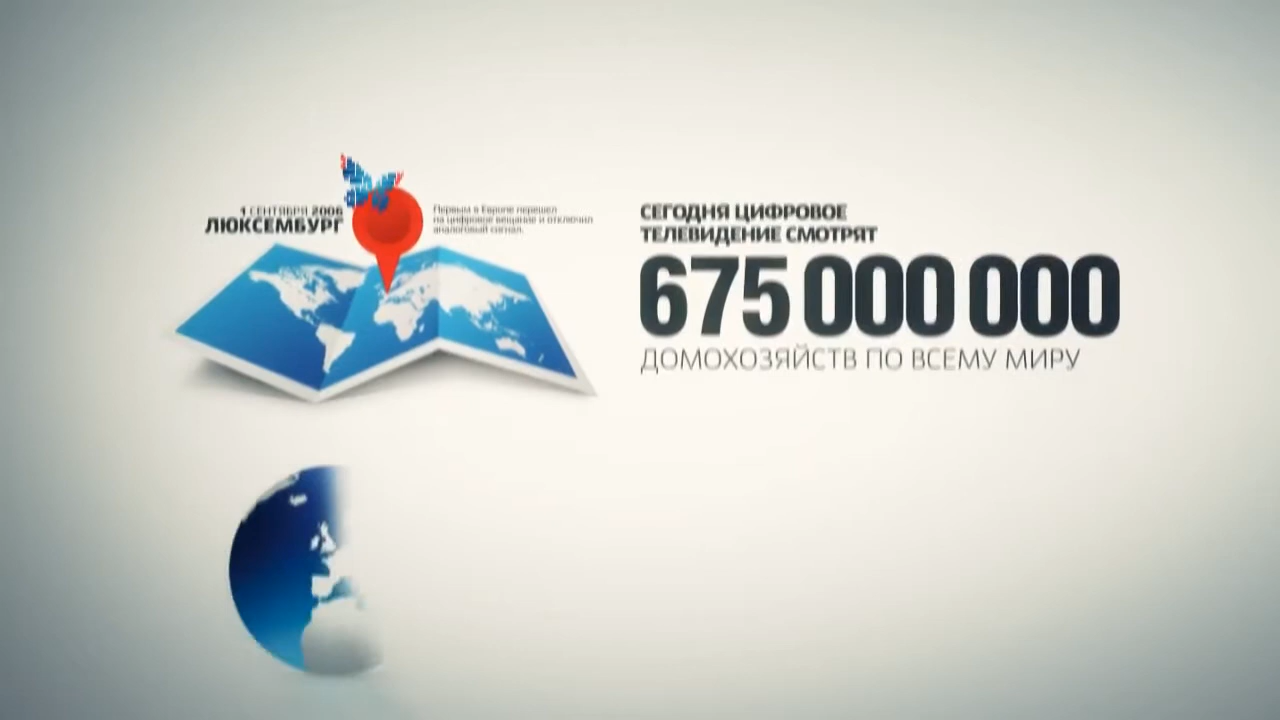 1 СЕНТЯБРЯ 2006
ЛЮКСЕМБУРГ
Первым в Европе перешел
на цифровое вещание и отключил
аналоговый сигнал.
СЕГОДНЯ ЦИФРОВОЕ
ТЕЛЕВИДЕНИЕ СМОТРЯТ
675 000 000
ДОМОХОЗЯЙСТВ ПО ВСЕМУ МИРУ